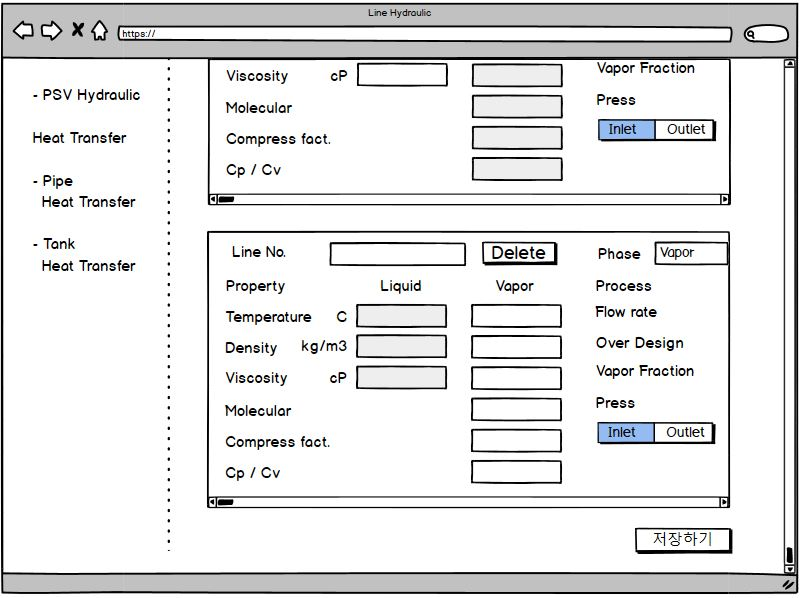 Line Hydraulic
https://
- PSV Hydraulic
Heat Transfer
- Pipe
Heat Transfer
- Tank
Heat Transfer
Viscosity cP
Molecular
Compress fact.
Cp / Cv
Vapor Fraction
Press
Inlet Outlet
Line No. Delete Phase Vapor
Property Liquid Vapor Process
Temperature C Flow rate
Density kg/m3 Over Design
Viscosity cP Vapor Fraction
Molecular Press
Compress fact. Inlet Outlet
Cp / Cv
저장하기